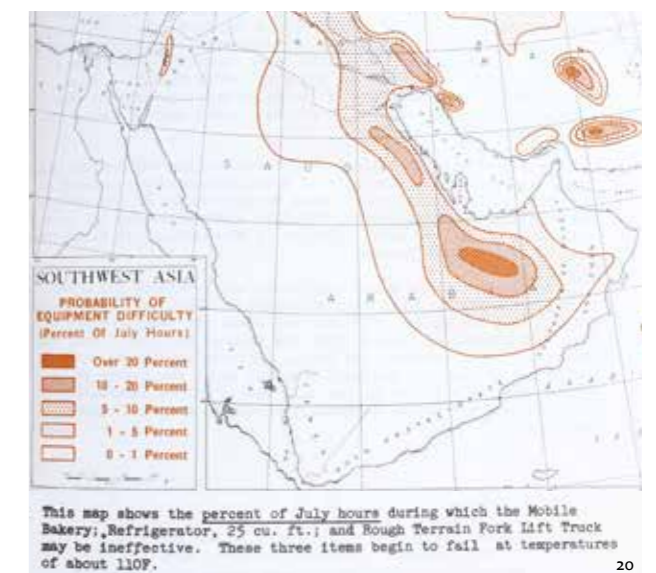 S A U
A R A B
SOUTHWEST ASIA
PROBABILITY OF
EQUIPMENT DIFFICULTY
(Percent Of July Hours)
Over 20 Percent
10 - 20 Percent
5 - 10 Percent
1 - 5 Percent
0 - 1 Percent
This map shows the percent of July hours during which the Mobile
Bakery; Refrigerator, 25 cu. ft.; and Rough Terrain Fork Lift Truck
may be ineffective. These three items begin to fail at temperatures
of about 110F.
20